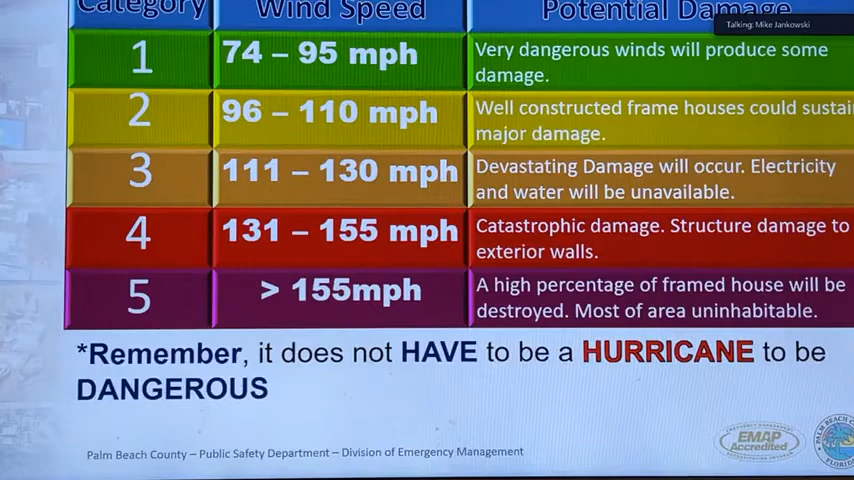 Category Wind Speed Potential Damage
Talking: Mike Jankowski
1 74 – 95 mph Very dangerous winds will produce some
damage.
2 96 – 110 mph Well constructed frame houses could sustai
major damage.
3 111 – 130 mph Devastating Damage will occur. Electricity
and water will be unavailable.
4 131 – 155 mph Catastrophic damage. Structure damage to
exterior walls.
5 > 155mph A high percentage of framed house will be
destroyed. Most of area uninhabitable.
*Remember, it does not HAVE to be a HURRICANE to be
DANGEROUS
Palm Beach County – Public Safety Department – Division of Emergency Management
EMAP
Accredited
PALM BEACH CO
FLORID